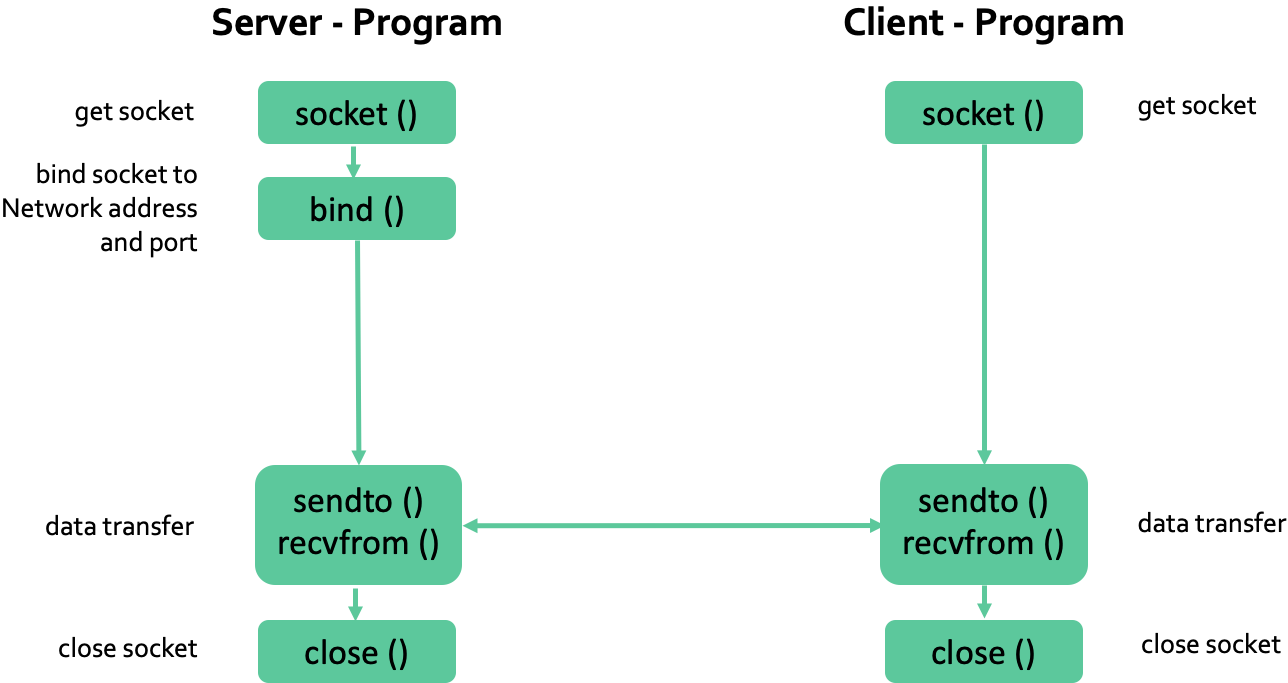 Server - Program
Client - Program
get socket
socket ()
socket ()
get socket
bind socket to
Network address
and port
bind ()
data transfer
sendto ()
recvfrom ()
sendto ()
recvfrom ()
data transfer
close socket
close ()
close ()
close socket